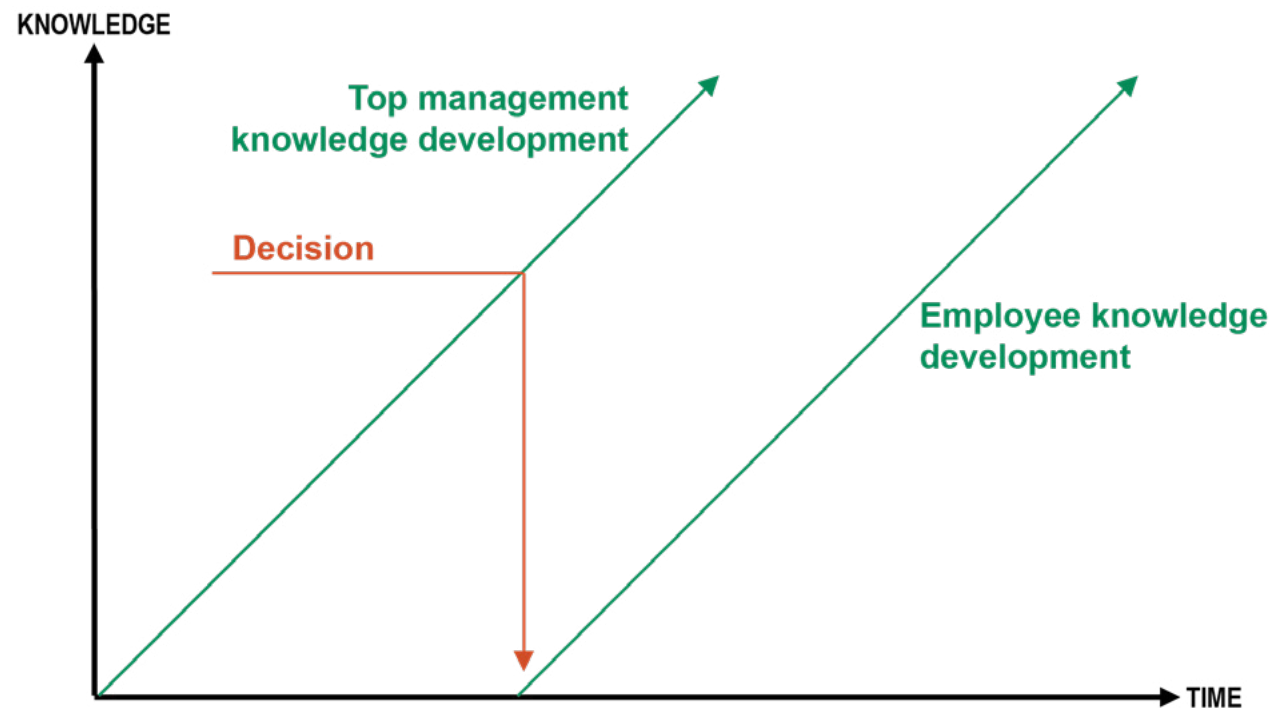 KNOWLEDGE
Top management
knowledge development
Decision
Employee knowledge
development
TIME